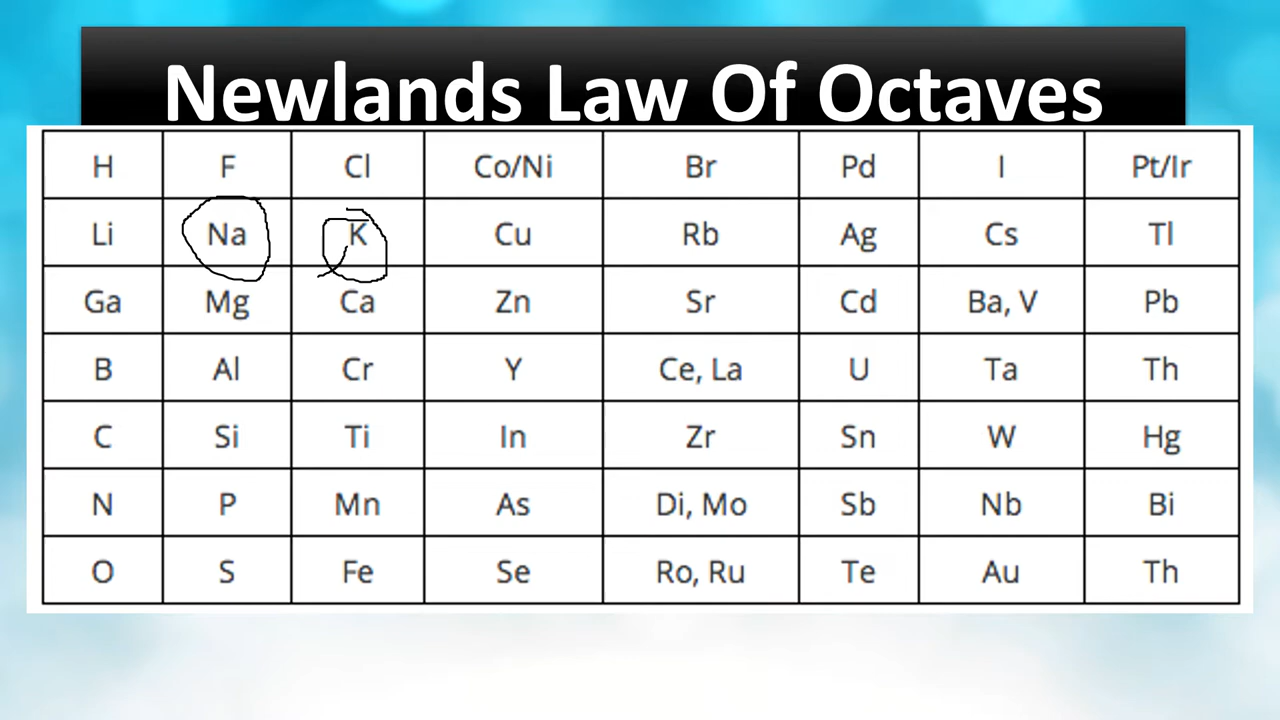 Newlands Law Of Octaves
H F Cl Co/Ni Br Pd I Pt/Ir
Li Na K Cu Rb Ag Cs Tl
Ga Mg Ca Zn Sr Cd Ba, V Pb
B Al Cr Y Ce, La U Ta Th
C Si Ti In Zr Sn W Hg
N P Mn As Di, Mo Sb Nb Bi
O S Fe Se Ro, Ru Te Au Th